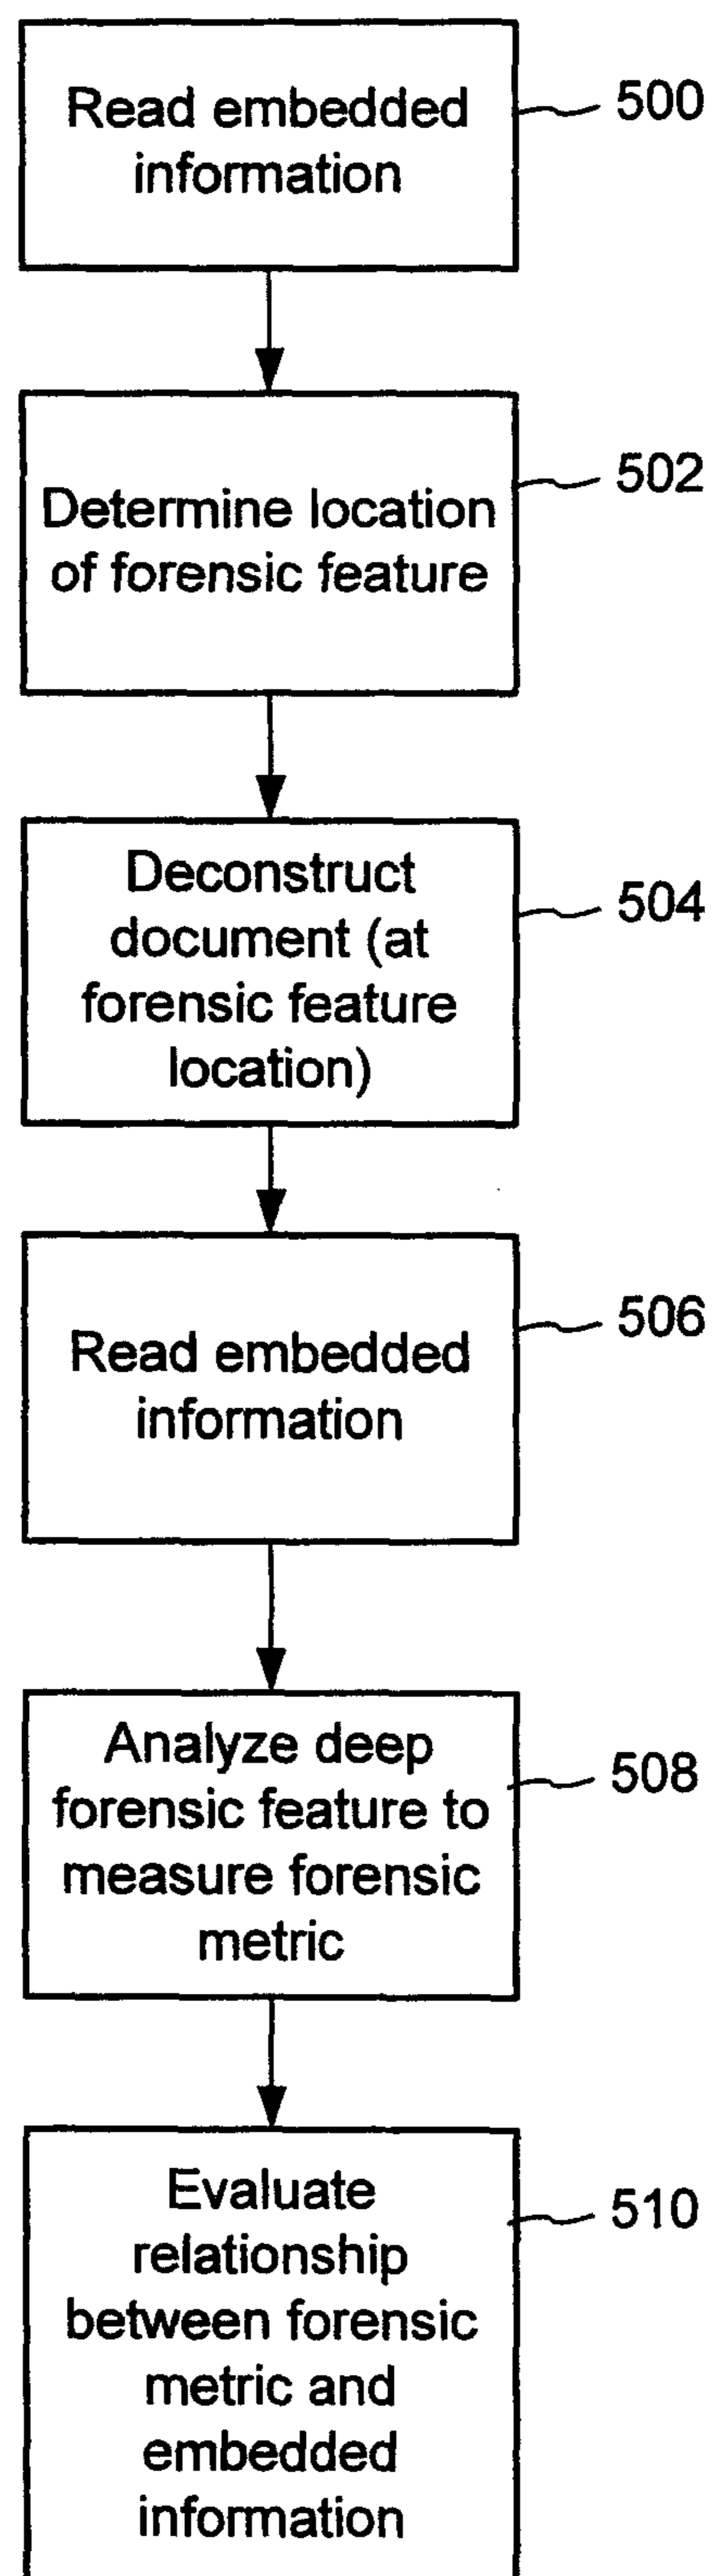 Read embedded
information
500
Determine location
of forensic feature
502
Deconstruct
document (at
forensic feature
location)
504
Read embedded
information
506
Analyze deep
forensic feature to
measure forensic
metric
508
Evaluate
relationship
between forensic
metric and
embedded
information
510